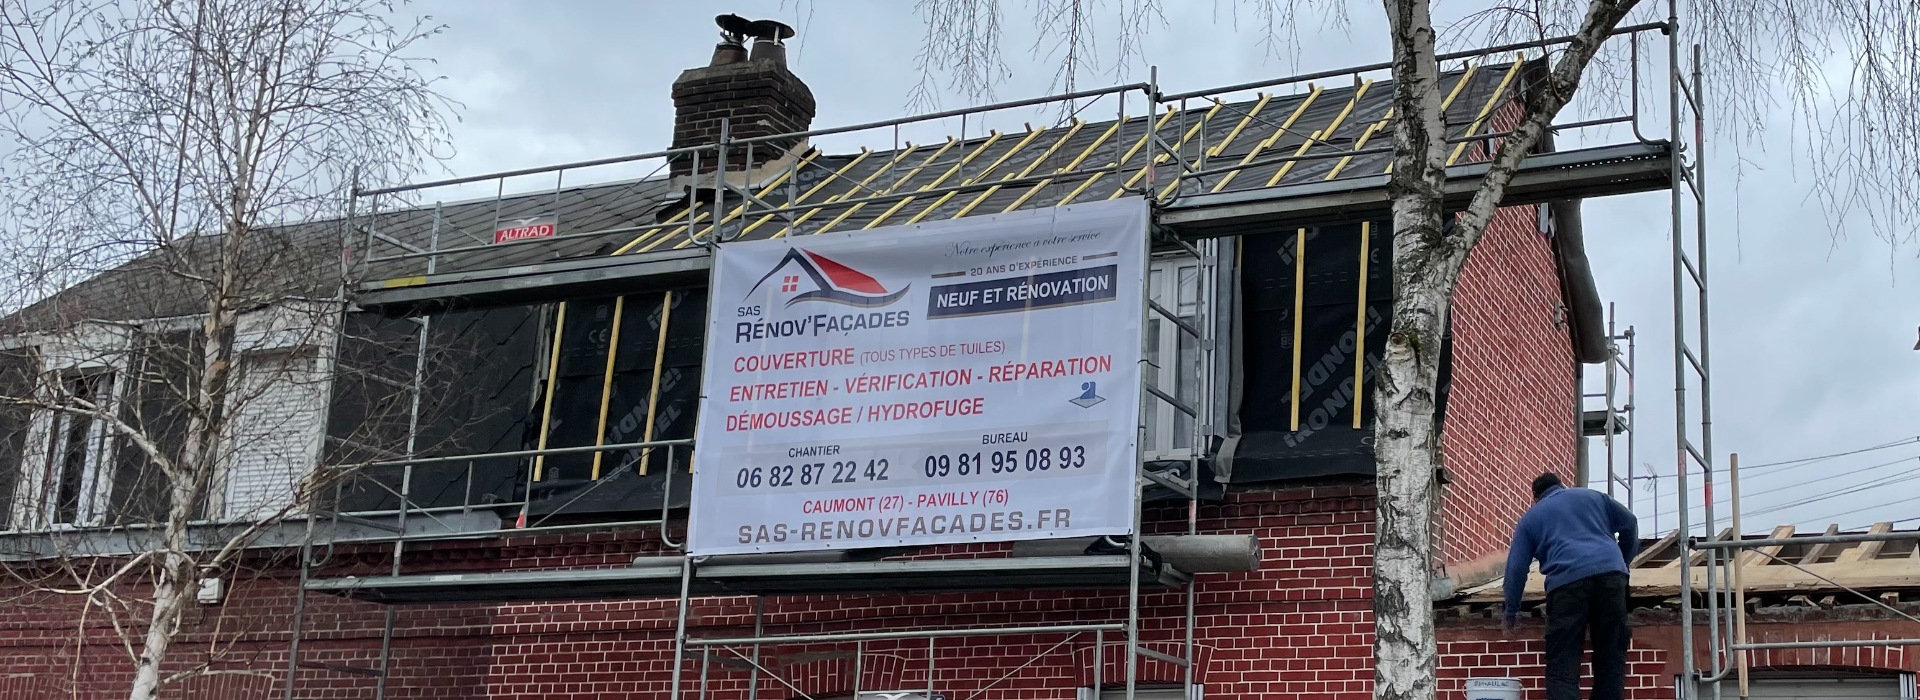 ALTRAD
Notre expérience à votre service
20 ANS D'EXPÉRIENCE
NEUF ET RÉNOVATION
SAS
RÉNOV'FAÇADES
COUVERTURE (TOUS TYPES DE TUILES)
ENTRETIEN - VÉRIFICATION - RÉPARATION
DÉMOUSSAGE / HYDROFUGE
CHANTIER
BUREAU
06 82 87 22 42
09 81 95 08 93
CAUMONT (27) - PAVILLY (76)
SAS-RENOVFACADES.FR